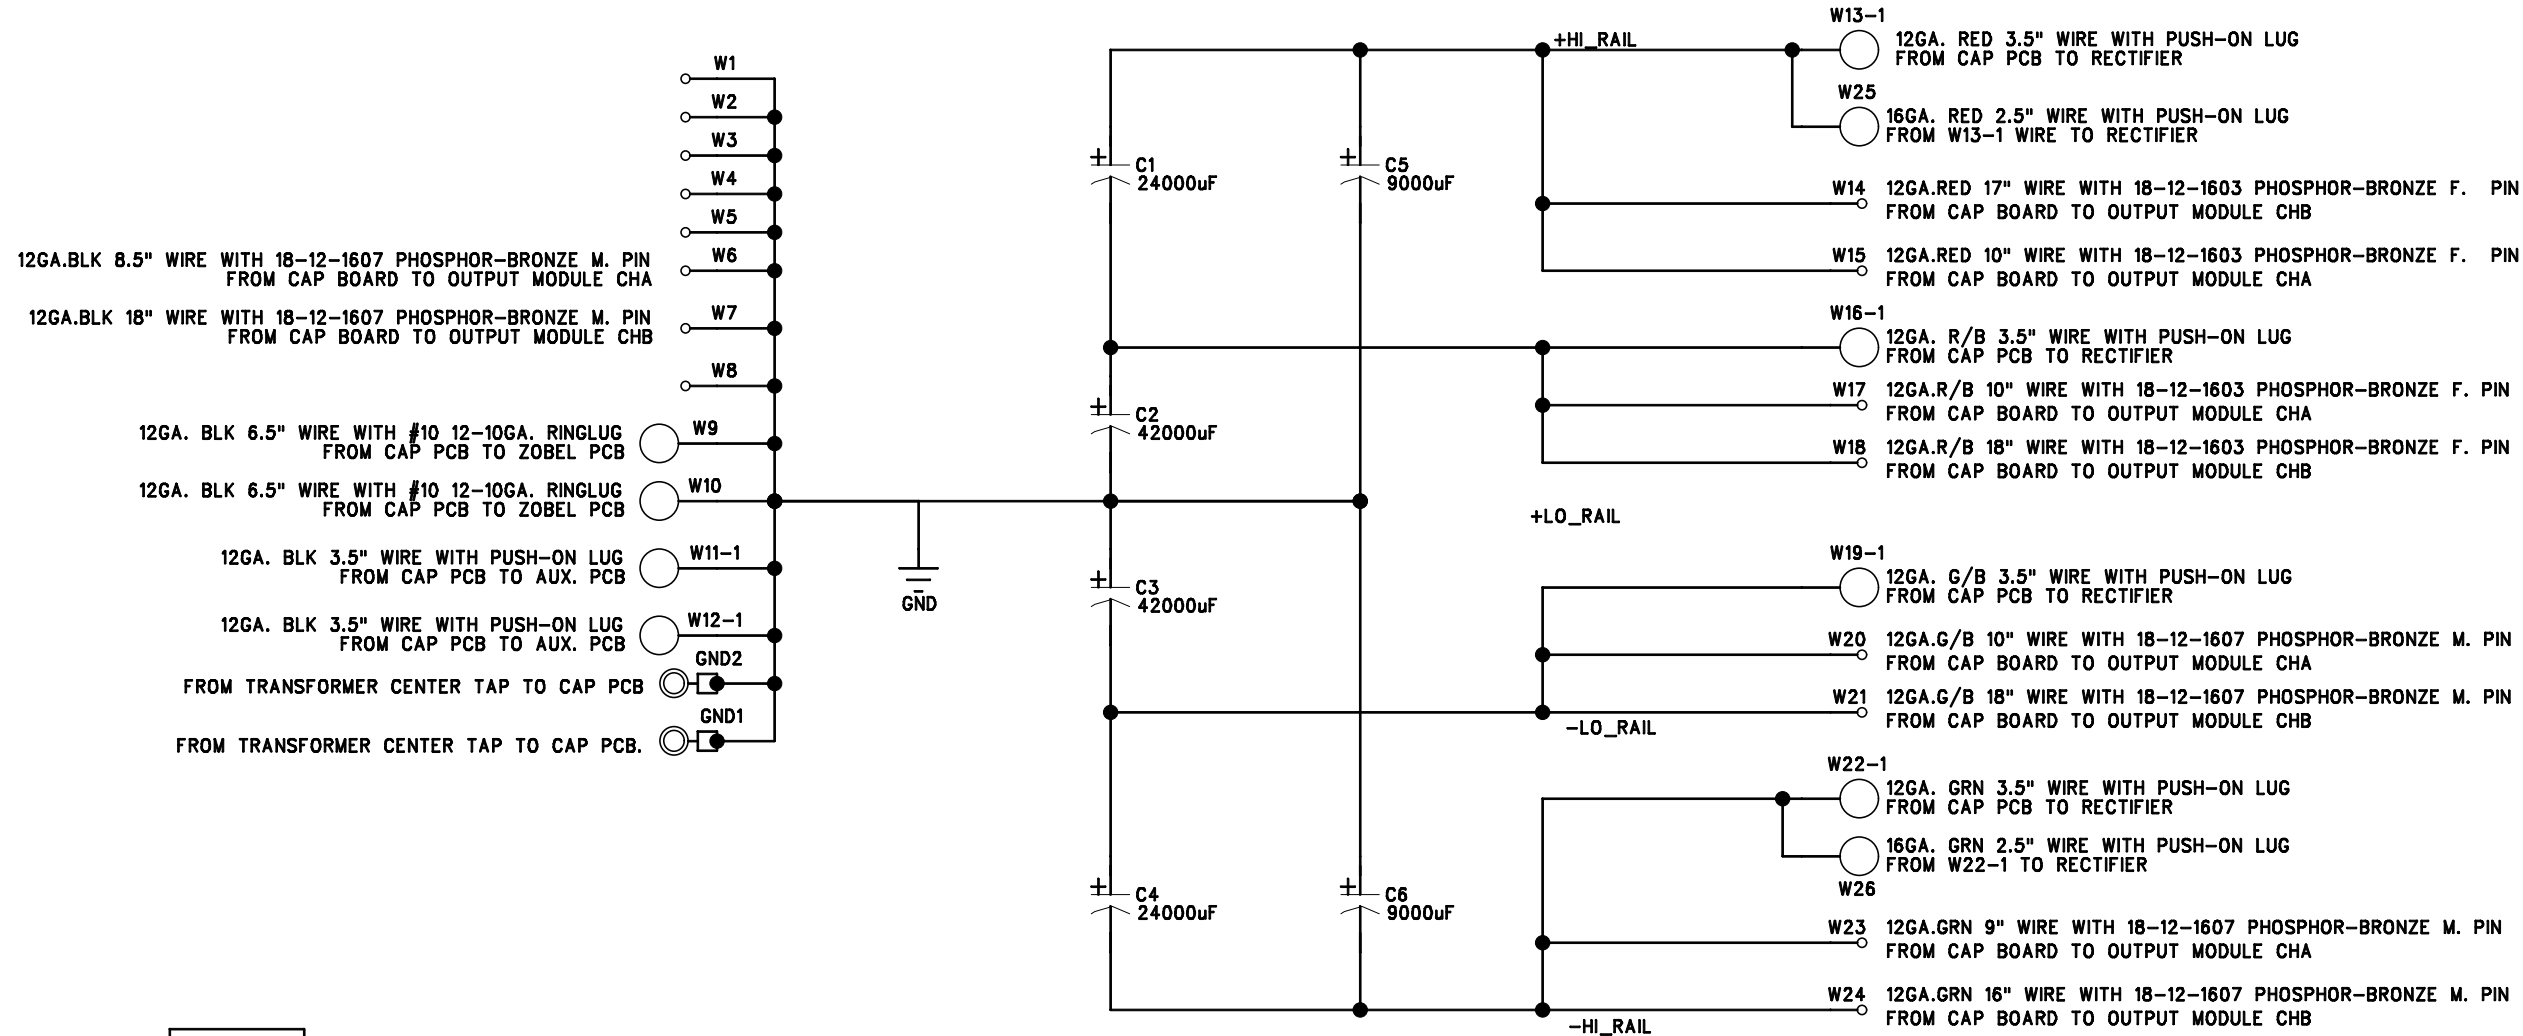 W1
W2
W3
W4
W5
12GA.BLK 8.5" WIRE WITH 18-12-1607 PHOSPHOR-BRONZE M. PIN
FROM CAP BOARD TO OUTPUT MODULE CHA
W6
12GA.BLK 18" WIRE WITH 18-12-1607 PHOSPHOR-BRONZE M. PIN
FROM CAP BOARD TO OUTPUT MODULE CHB
W7
W8
12GA. BLK 6.5" WIRE WITH #10 12-10GA. RINGLUG
FROM CAP PCB TO ZOBEL PCB
W9
12GA. BLK 6.5" WIRE WITH #10 12-10GA. RINGLUG
FROM CAP PCB TO ZOBEL PCB
W10
12GA. BLK 3.5" WIRE WITH PUSH-ON LUG
FROM CAP PCB TO AUX. PCB
W11-1
12GA. BLK 3.5" WIRE WITH PUSH-ON LUG
FROM CAP PCB TO AUX. PCB
W12-1
GND2
FROM TRANSFORMER CENTER TAP TO CAP PCB
GND1
FROM TRANSFORMER CENTER TAP TO CAP PCB.
GND
+
C1
24000uF
+
C5
9000uF
+
C2
42000uF
+
C3
42000uF
+
C4
24000uF
+
C6
9000uF
+HI_RAIL
W13-1
12GA. RED 3.5" WIRE WITH PUSH-ON LUG
FROM CAP PCB TO RECTIFIER
W25
16GA. RED 2.5" WIRE WITH PUSH-ON LUG
FROM W13-1 WIRE TO RECTIFIER
W14 12GA.RED 17" WIRE WITH 18-12-1603 PHOSPHOR-BRONZE F. PIN
FROM CAP BOARD TO OUTPUT MODULE CHB
W15 12GA.RED 10" WIRE WITH 18-12-1603 PHOSPHOR-BRONZE F. PIN
FROM CAP BOARD TO OUTPUT MODULE CHA
W16-1
12GA. R/B 3.5" WIRE WITH PUSH-ON LUG
FROM CAP PCB TO RECTIFIER
W17 12GA.R/B 10" WIRE WITH 18-12-1603 PHOSPHOR-BRONZE F. PIN
FROM CAP BOARD TO OUTPUT MODULE CHA
W18 12GA.R/B 18" WIRE WITH 18-12-1603 PHOSPHOR-BRONZE F. PIN
FROM CAP BOARD TO OUTPUT MODULE CHB
+LO_RAIL
W19-1
12GA. G/B 3.5" WIRE WITH PUSH-ON LUG
FROM CAP PCB TO RECTIFIER
W20 12GA.G/B 10" WIRE WITH 18-12-1607 PHOSPHOR-BRONZE M. PIN
FROM CAP BOARD TO OUTPUT MODULE CHA
W21 12GA.G/B 18" WIRE WITH 18-12-1607 PHOSPHOR-BRONZE M. PIN
FROM CAP BOARD TO OUTPUT MODULE CHB
-LO_RAIL
W22-1
12GA. GRN 3.5" WIRE WITH PUSH-ON LUG
FROM CAP PCB TO RECTIFIER
16GA. GRN 2.5" WIRE WITH PUSH-ON LUG
FROM W22-1 TO RECTIFIER
W26
W23 12GA.GRN 9" WIRE WITH 18-12-1607 PHOSPHOR-BRONZE M. PIN
FROM CAP BOARD TO OUTPUT MODULE CHA
W24 12GA.GRN 16" WIRE WITH 18-12-1607 PHOSPHOR-BRONZE M. PIN
FROM CAP BOARD TO OUTPUT MODULE CHB
-HI_RAIL